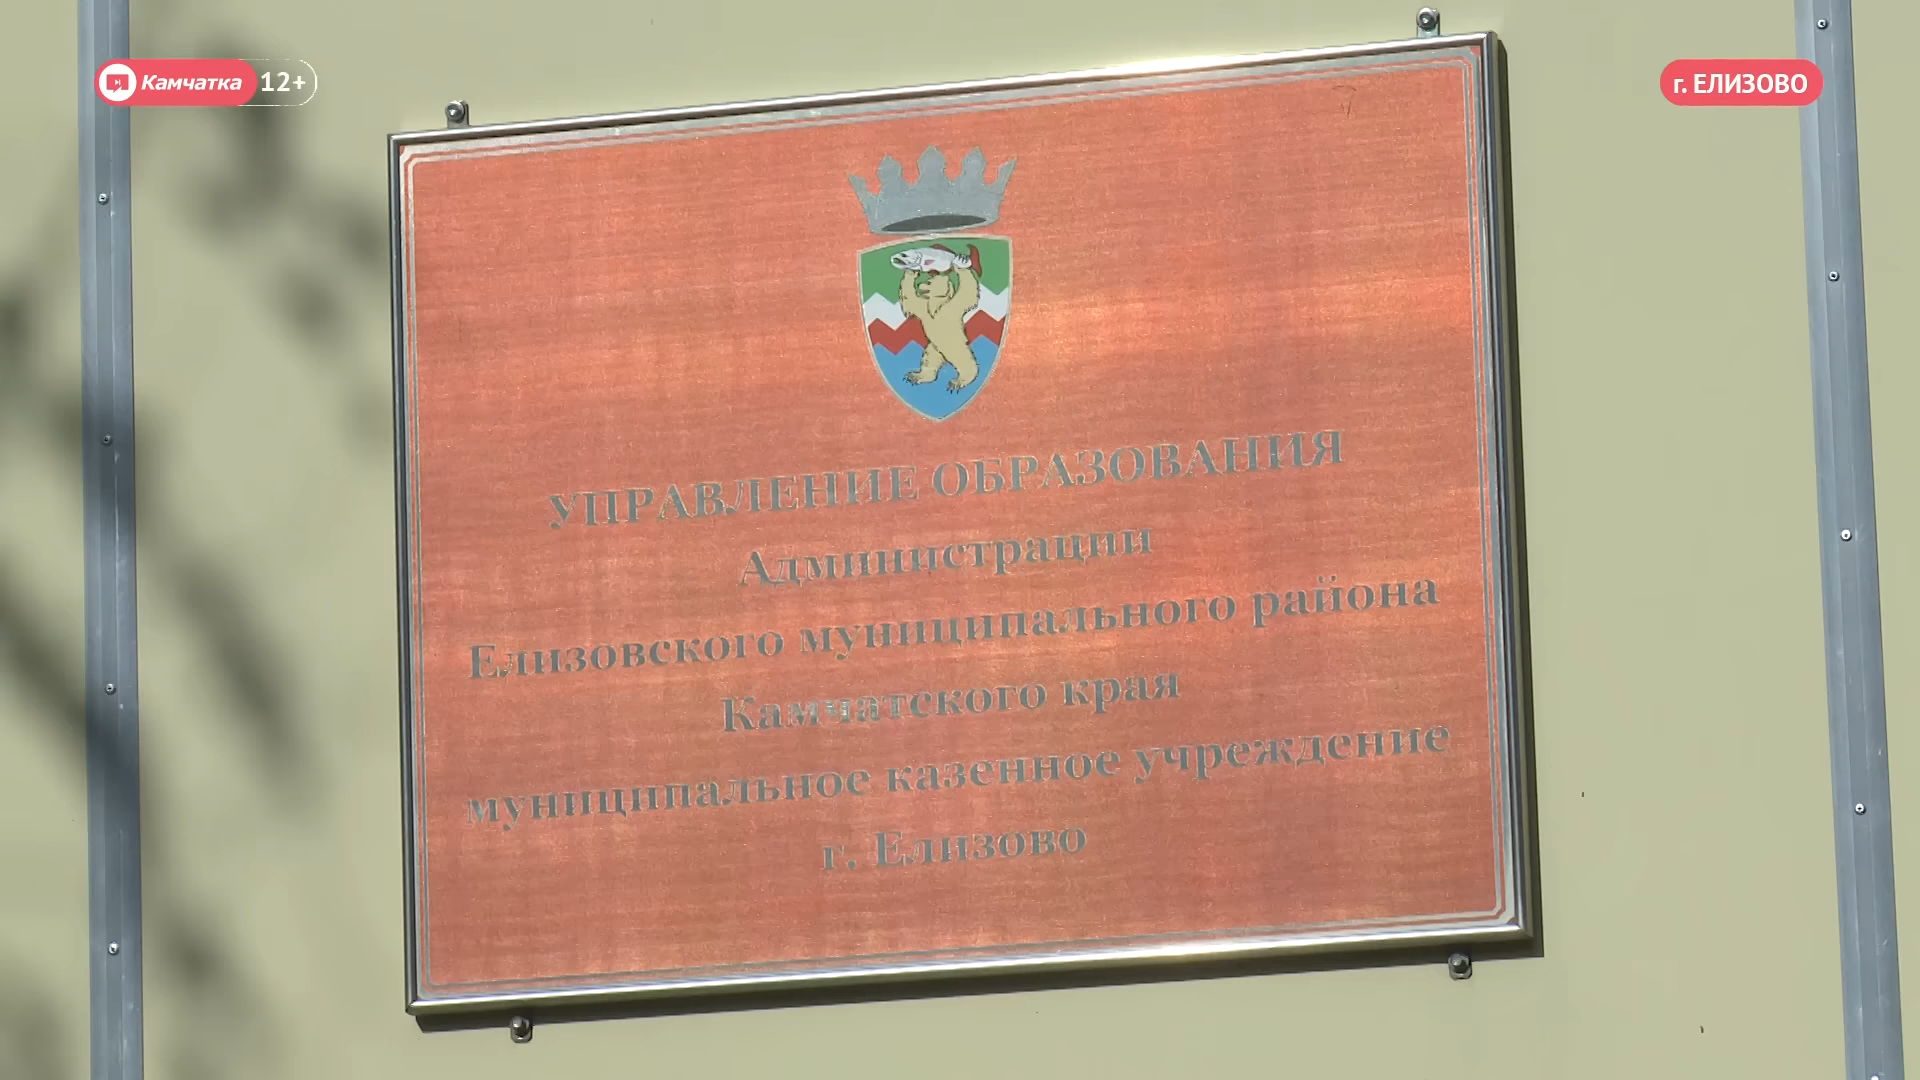 Камчатка 12+
г. ЕЛИЗОВО
УПРАВЛЕНИЕ ОБРАЗОВАНИЯ
Администрации
Елизовского муниципального района
Камчатского края
муниципальное казенное учреждение
г. Елизово